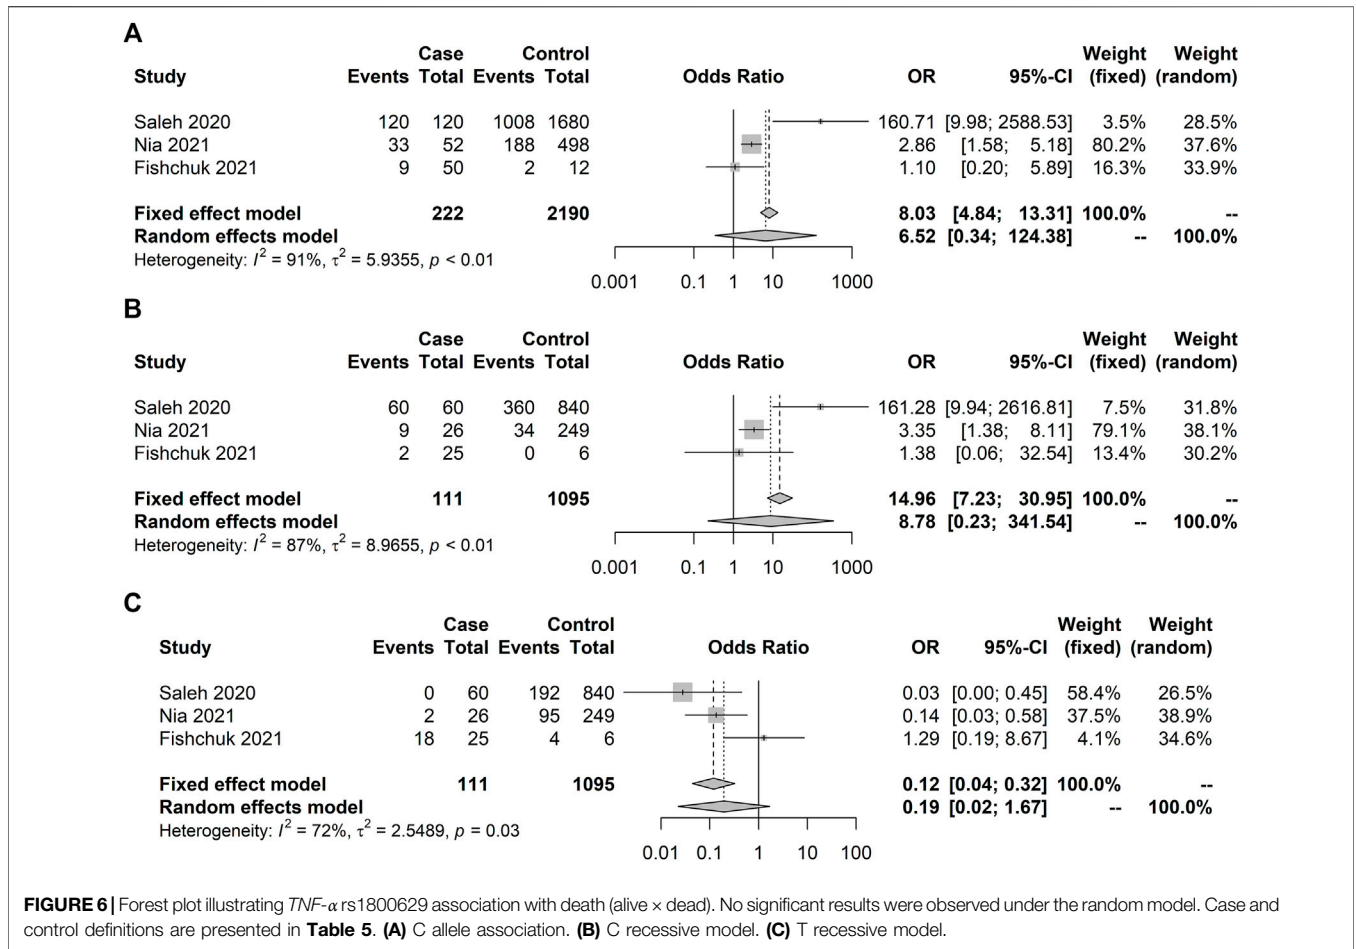 A
Case Control Weight Weight
Study Events Total Events Total Odds Ratio OR 95%-CI (fixed) (random)
Saleh 2020 120 120 1008 1680 160.71 [9.98; 2588.53] 3.5% 28.5%
Nia 2021 33 52 188 498 2.86 [1.58; 5.18] 80.2% 37.6%
Fishchuk 2021 9 50 2 12 1.10 [0.20; 5.89] 16.3% 33.9%
Fixed effect model 222 2190 8.03 [4.84; 13.31] 100.0% --
Random effects model 6.52 [0.34; 124.38] -- 100.0%
Heterogeneity: I² = 91%, τ² = 5.9355, p < 0.01
0.001 0.1 1 10 1000
B
Case Control Weight Weight
Study Events Total Events Total Odds Ratio OR 95%-CI (fixed) (random)
Saleh 2020 60 60 360 840 161.28 [9.94; 2616.81] 7.5% 31.8%
Nia 2021 9 26 34 249 3.35 [1.38; 8.11] 79.1% 38.1%
Fishchuk 2021 2 25 0 6 1.38 [0.06; 32.54] 13.4% 30.2%
Fixed effect model 111 1095 14.96 [7.23; 30.95] 100.0% --
Random effects model 8.78 [0.23; 341.54] -- 100.0%
Heterogeneity: I² = 87%, τ² = 8.9655, p < 0.01
0.001 0.1 1 10 1000
C
Case Control Weight Weight
Study Events Total Events Total Odds Ratio OR 95%-CI (fixed) (random)
Saleh 2020 0 60 192 840 0.03 [0.00; 0.45] 58.4% 26.5%
Nia 2021 2 26 95 249 0.14 [0.03; 0.58] 37.5% 38.9%
Fishchuk 2021 18 25 4 6 1.29 [0.19; 8.67] 4.1% 34.6%
Fixed effect model 111 1095 0.12 [0.04; 0.32] 100.0% --
Random effects model 0.19 [0.02; 1.67] -- 100.0%
Heterogeneity: I² = 72%, τ² = 2.5489, p = 0.03
0.01 0.1 1 10 100
FIGURE 6 | Forest plot illustrating TNF-α rs1800629 association with death (alive × dead). No significant results were observed under the random model. Case and
control definitions are presented in Table 5. (A) C allele association. (B) C recessive model. (C) T recessive model.